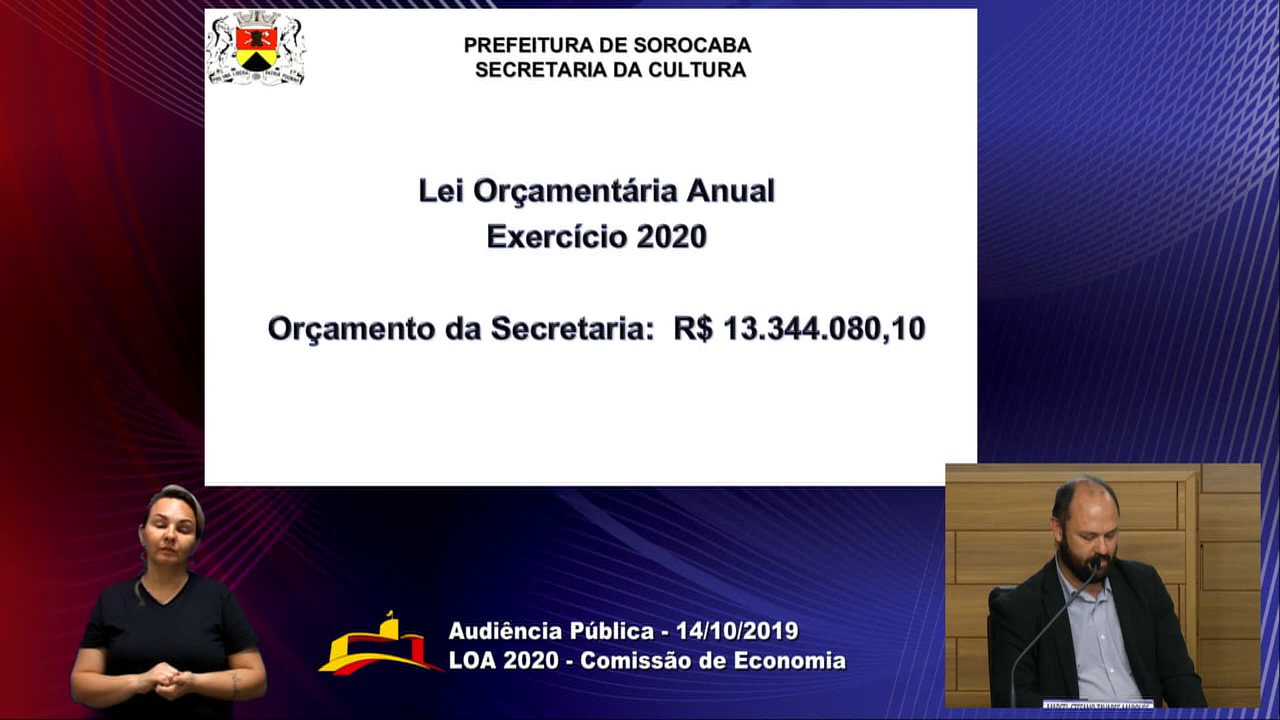 PREFEITURA DE SOROCABA
SECRETARIA DA CULTURA
Lei Orçamentária Anual
Exercício 2020
Orçamento da Secretaria: R$ 13.344.080,10
Audiência Pública - 14/10/2019
LOA 2020 - Comissão de Economia